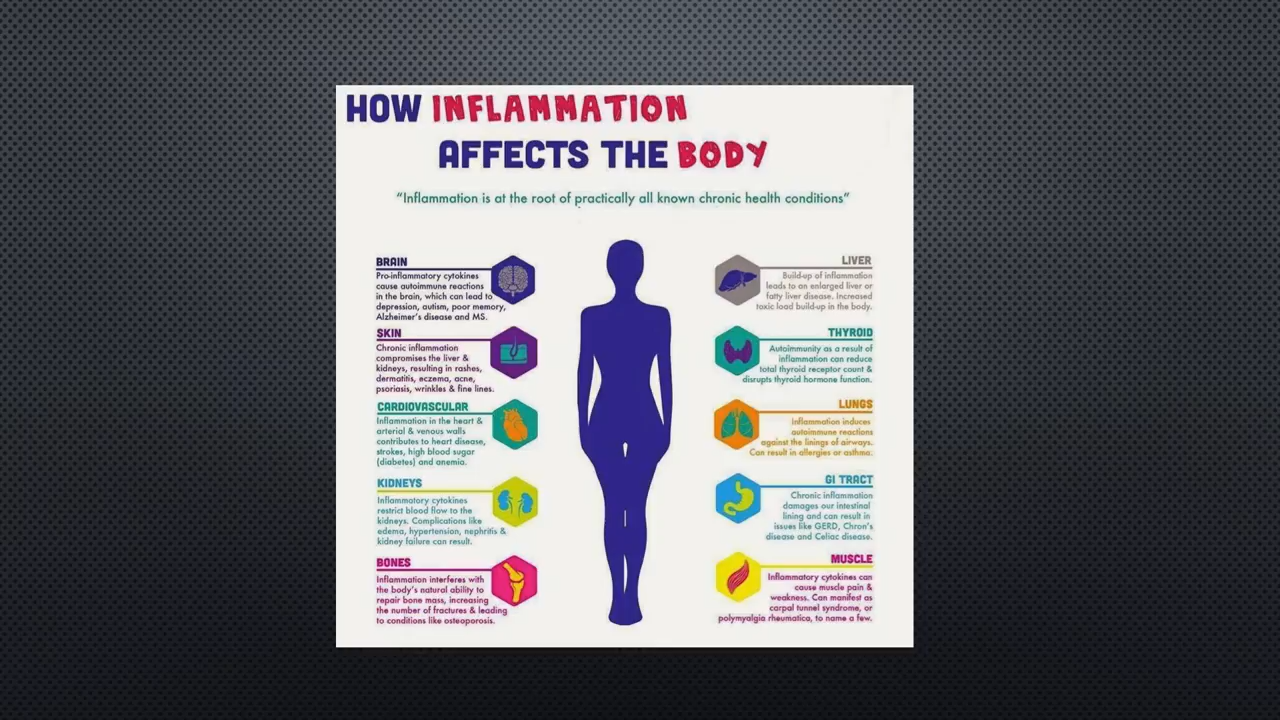 HOW INFLAMMATION
AFFECTS THE BODY
“Inflammation is at the root of practically all known chronic health conditions”
BRAIN
Pro-inflammatory cytokines
cause autoimmune reactions
in the brain, which can lead to
depression, autism, poor memory,
Alzheimer's disease and MS.
SKIN
Chronic inflammation
compromises the liver &
kidneys, resulting in rashes,
dermatitis, eczema, acne,
psoriasis, wrinkles & fine lines.
CARDIOVASCULAR
Inflammation in the heart &
arterial & venous walls
contributes to heart disease,
strokes, high blood sugar
(diabetes) and anemia.
KIDNEYS
Inflammatory cytokines
restrict blood flow to the
kidneys. Complications like
edema, hypertension, nephritis &
kidney failure can result.
BONES
Inflammation interferes with
the body's natural ability to
repair bone mass, increasing
the number of fractures & leading
to conditions like osteoporosis.
LIVER
Build-up of inflammation
leads to an enlarged liver or
fatty liver disease. Increased
toxic load build-up in the body.
THYROID
Autoimmunity as a result of
inflammation can reduce
total thyroid receptor count &
disrupts thyroid hormone function.
LUNGS
Inflammation induces
autoimmune reactions
against the linings of airways.
Can result in allergies or asthma.
GI TRACT
Chronic inflammation
damages our intestinal
lining and can result in
issues like GERD, Chron's
disease and Celiac disease.
MUSCLE
Inflammatory cytokines can
cause muscle pain &
weakness. Can manifest as
carpal tunnel syndrome, or
polymyalgia rheumatica, to name a few.